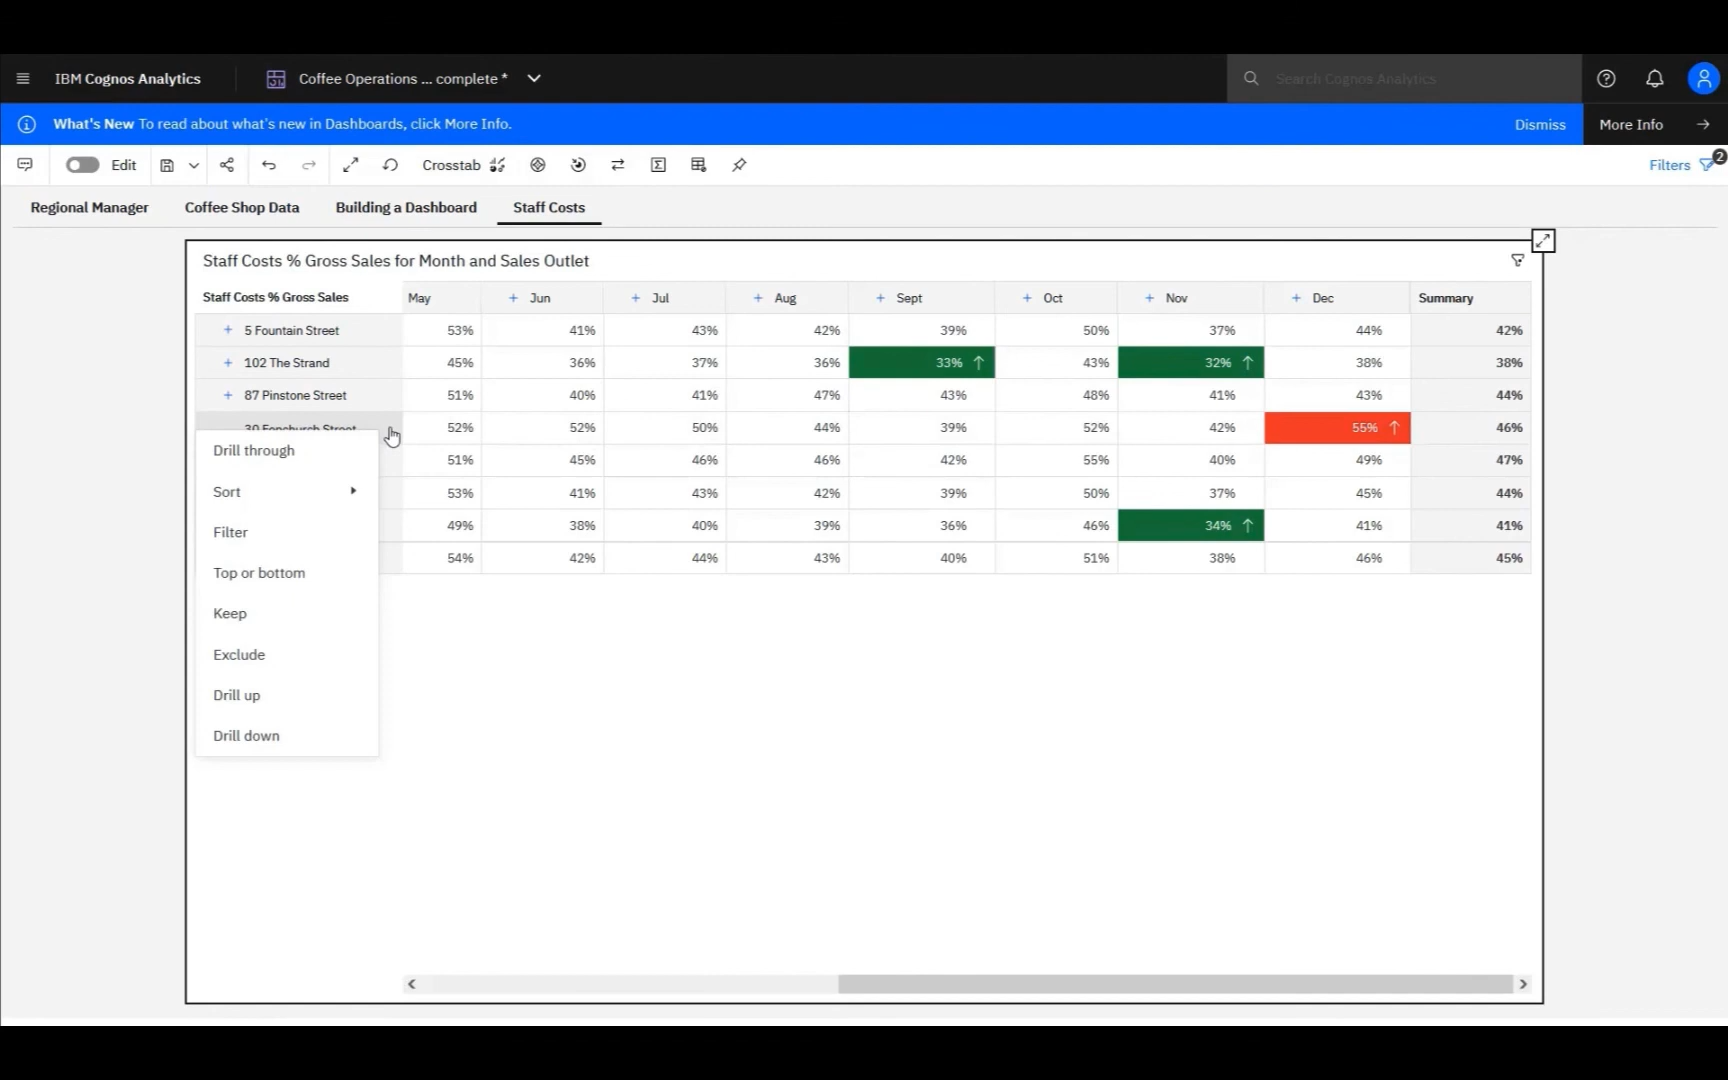 IBM Cognos Analytics
Coffee Operations ... complete *
Search Cognos Analytics
What's New To read about what's new in Dashboards, click More Info.
Dismiss
More Info
Edit
Crosstab
Filters
2
Regional Manager
Coffee Shop Data
Building a Dashboard
Staff Costs
Staff Costs % Gross Sales for Month and Sales Outlet
Staff Costs % Gross Sales May + Jun + Jul + Aug + Sept + Oct + Nov + Dec Summary
+ 5 Fountain Street 53% 41% 43% 42% 39% 50% 37% 44% 42%
+ 102 The Strand 45% 36% 37% 36% 33% ↑ 43% 32% ↑ 38% 38%
+ 87 Pinstone Street 51% 40% 41% 47% 43% 48% 41% 43% 44%
30 Fenchurch Street 52% 52% 50% 44% 39% 52% 42% 55% ↑ 46%
51% 45% 46% 46% 42% 55% 40% 49% 47%
53% 41% 43% 42% 39% 50% 37% 45% 44%
49% 38% 40% 39% 36% 46% 34% ↑ 41% 41%
54% 42% 44% 43% 40% 51% 38% 46% 45%
Drill through
Sort
Filter
Top or bottom
Keep
Exclude
Drill up
Drill down